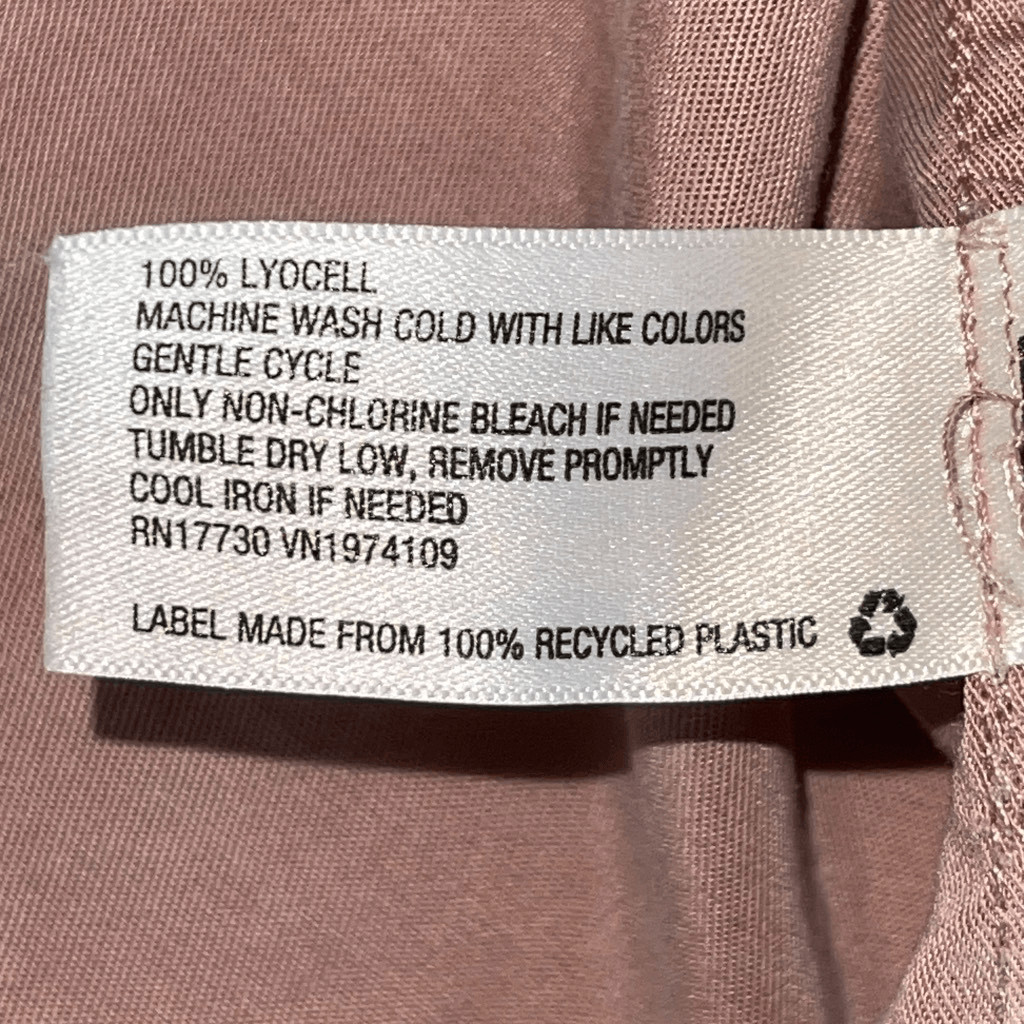 100% LYOCELL
MACHINE WASH COLD WITH LIKE COLORS
GENTLE CYCLE
ONLY NON-CHLORINE BLEACH IF NEEDED
TUMBLE DRY LOW, REMOVE PROMPTLY
COOL IRON IF NEEDED
RN17730 VN1974109
LABEL MADE FROM 100% RECYCLED PLASTIC